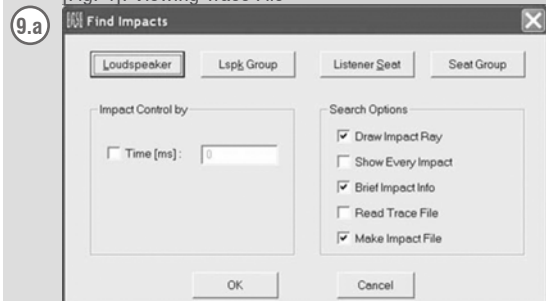 9.a
Find Impacts
Loudspeaker Lspk Group Listener Seat Seat Group
Impact Control by
Time [ms] : 0
Search Options
Draw Impact Ray
Show Every Impact
Brief Impact Info
Read Trace File
Make Impact File
OK Cancel